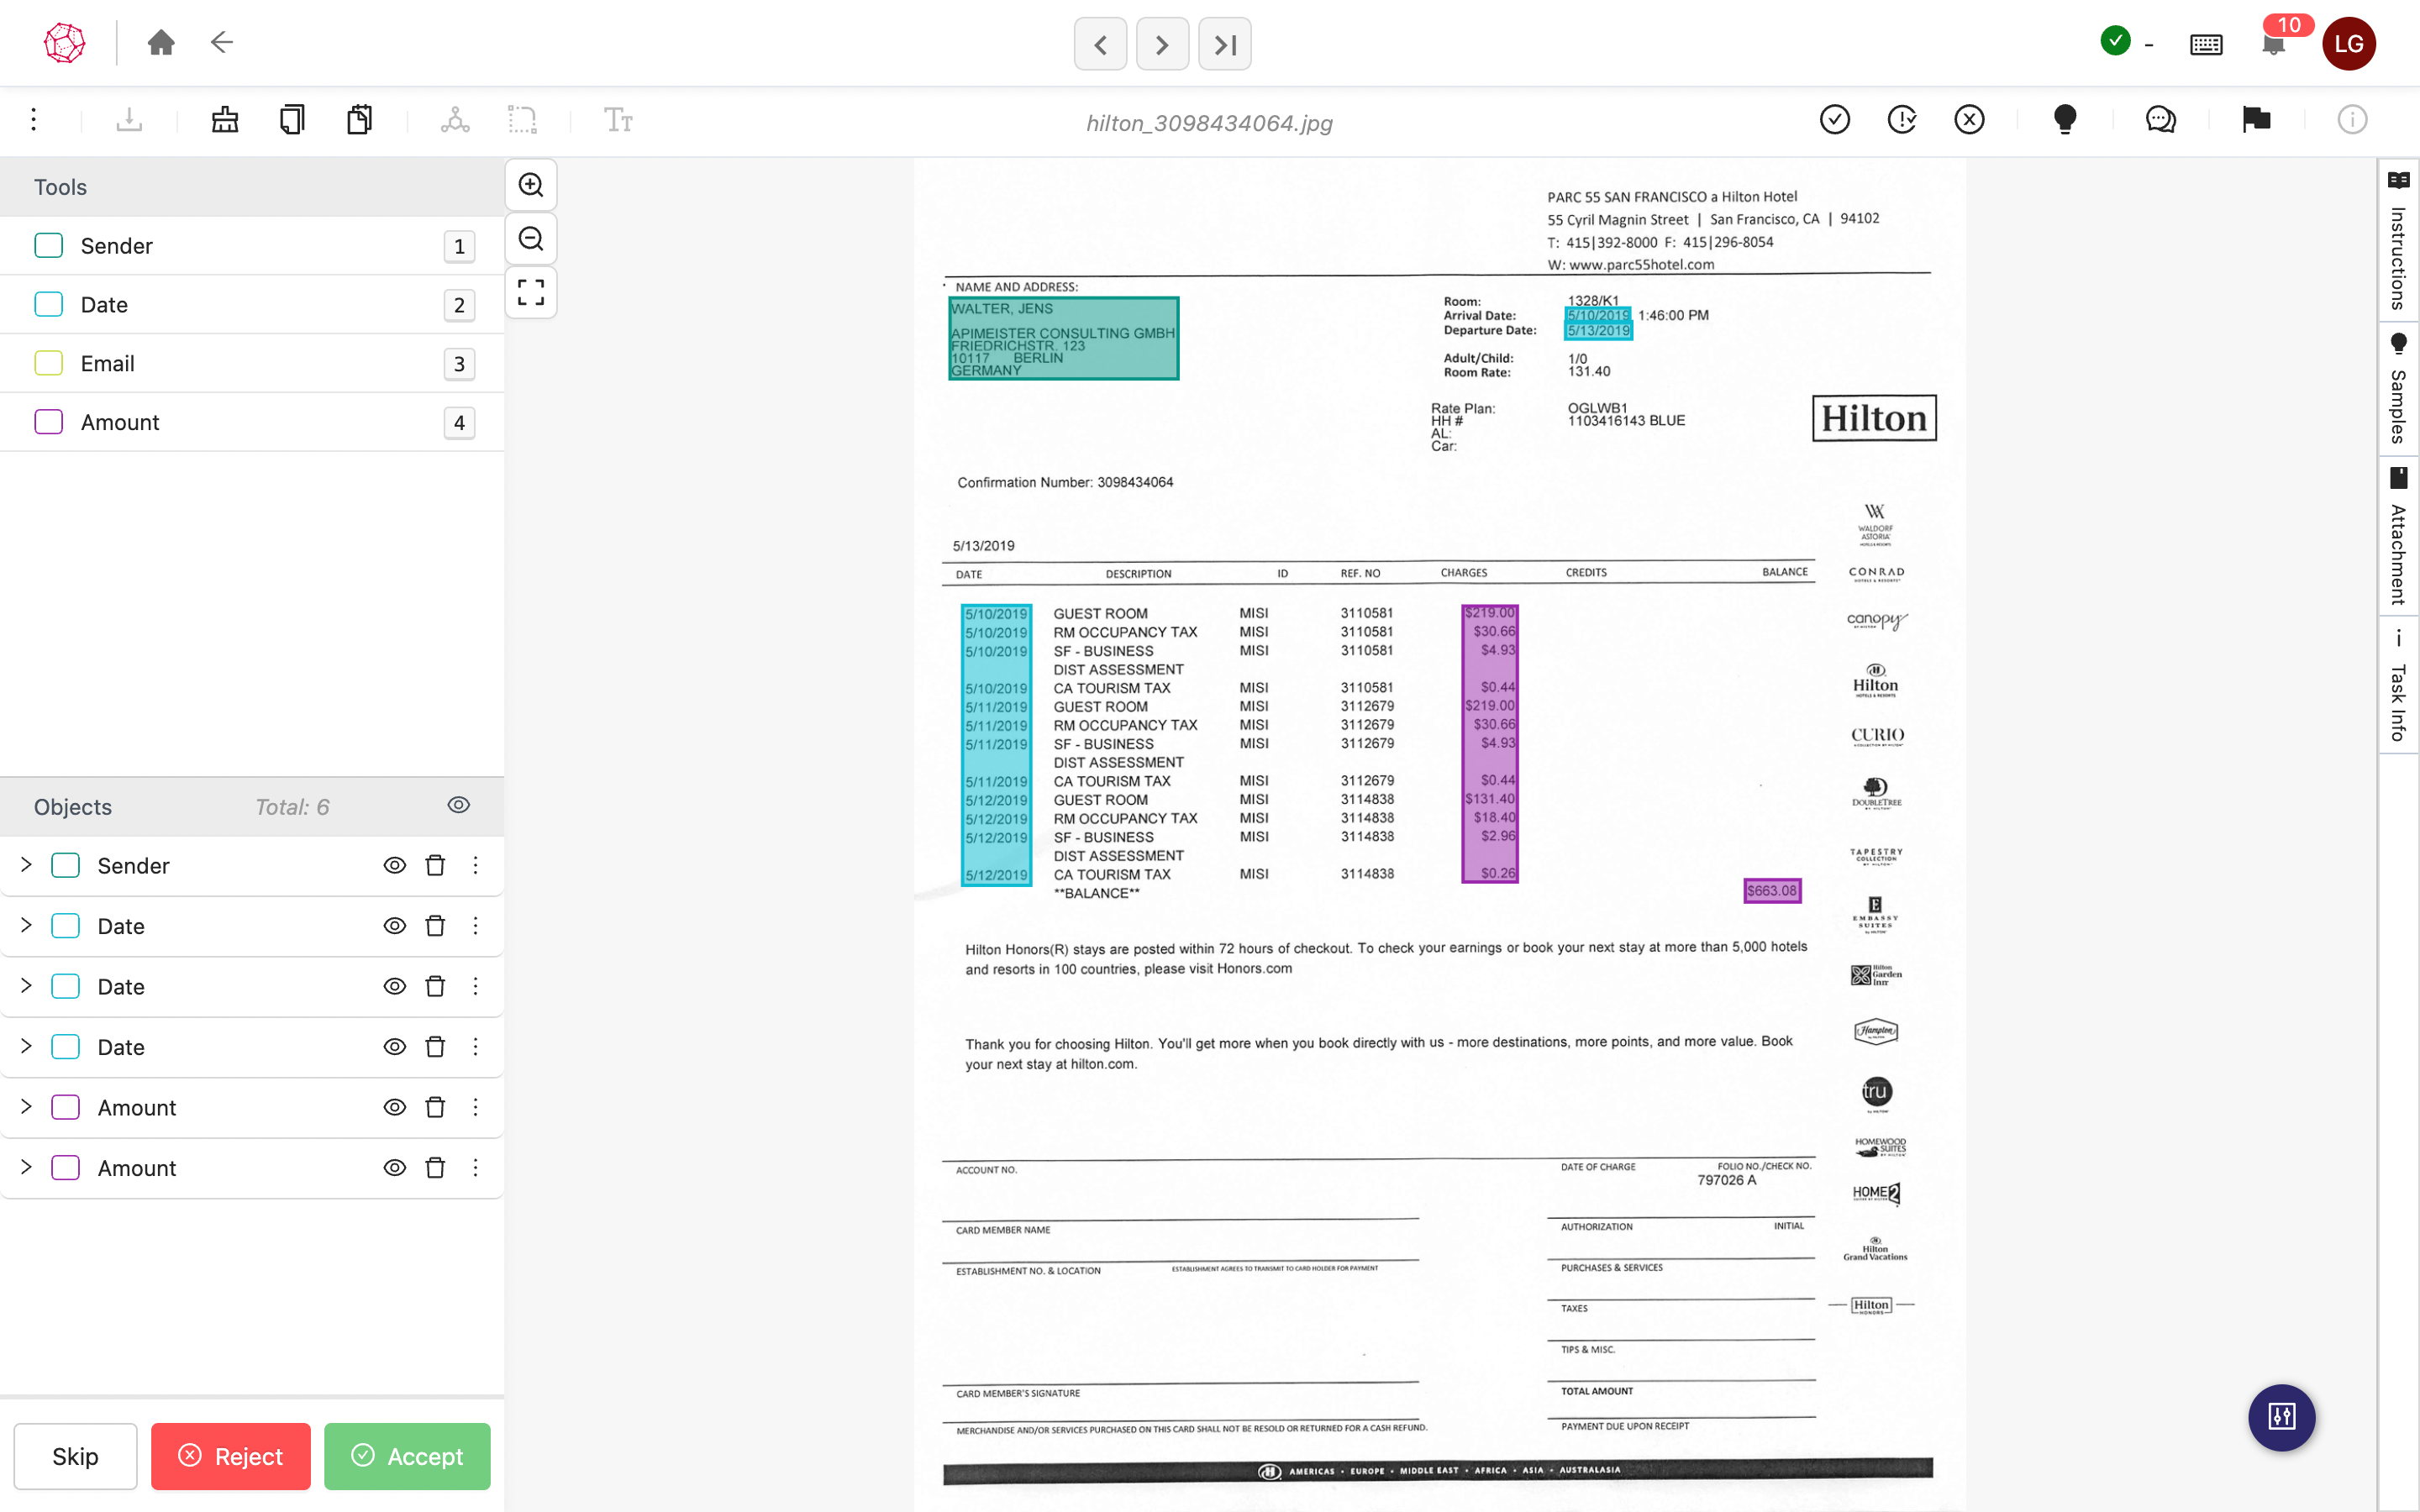 10
LG
hilton_3098434064.jpg
Tools
Sender 1
Date 2
Email 3
Amount 4
Objects Total: 6
Sender
Date
Date
Date
Amount
Amount
Skip
Reject
Accept
PARC 55 SAN FRANCISCO a Hilton Hotel
55 Cyril Magnin Street | San Francisco, CA | 94102
T: 415|392-8000 F: 415|296-8054
W: www.parc55hotel.com
NAME AND ADDRESS:
WALTER, JENS
APIMEISTER CONSULTING GMBH
FRIEDRICHSTR. 123
10117 BERLIN
GERMANY
Room: 1328/K1
Arrival Date: 5/10/2019 1:46:00 PM
Departure Date: 5/13/2019
Adult/Child: 1/0
Room Rate: 131.40
Rate Plan: OGLWB1
HH # 1103416143 BLUE
AL:
Car:
Hilton
Confirmation Number: 3098434064
5/13/2019
DATE DESCRIPTION ID REF. NO CHARGES CREDITS BALANCE
5/10/2019 GUEST ROOM MISI 3110581 $219.00
5/10/2019 RM OCCUPANCY TAX MISI 3110581 $30.66
5/10/2019 SF - BUSINESS MISI 3110581 $4.93
DIST ASSESSMENT
5/10/2019 CA TOURISM TAX MISI 3110581 $0.44
5/11/2019 GUEST ROOM MISI 3112679 $219.00
5/11/2019 RM OCCUPANCY TAX MISI 3112679 $30.66
5/11/2019 SF - BUSINESS MISI 3112679 $4.93
DIST ASSESSMENT
5/11/2019 CA TOURISM TAX MISI 3112679 $0.44
5/12/2019 GUEST ROOM MISI 3114838 $131.40
5/12/2019 RM OCCUPANCY TAX MISI 3114838 $18.40
5/12/2019 SF - BUSINESS MISI 3114838 $2.96
DIST ASSESSMENT
5/12/2019 CA TOURISM TAX MISI 3114838 $0.26
**BALANCE** $663.08
Hilton Honors(R) stays are posted within 72 hours of checkout. To check your earnings or book your next stay at more than 5,000 hotels
and resorts in 100 countries, please visit Honors.com
Thank you for choosing Hilton. You'll get more when you book directly with us - more destinations, more points, and more value. Book
your next stay at hilton.com.
WALDORF
ASTORIA
CONRAD
canopy
Hilton
CURIO
DOUBLETREE
TAPESTRY
COLLECTION
EMBASSY
SUITES
Hilton
Garden
Inn
Hampton
tru
HOMEWOOD
SUITES
HOME2
Hilton
Grand Vacations
Hilton
HONORS
ACCOUNT NO.
DATE OF CHARGE FOLIO NO./CHECK NO.
797026 A
CARD MEMBER NAME
AUTHORIZATION INITIAL
ESTABLISHMENT NO. & LOCATION ESTABLISHMENT AGREES TO TRANSMIT TO CARD HOLDER FOR PAYMENT
PURCHASES & SERVICES
TAXES
TIPS & MISC.
CARD MEMBER'S SIGNATURE
TOTAL AMOUNT
MERCHANDISE AND/OR SERVICES PURCHASED ON THIS CARD SHALL NOT BE RESOLD OR RETURNED FOR A CASH REFUND.
PAYMENT DUE UPON RECEIPT
AMERICAS • EUROPE • MIDDLE EAST • AFRICA • ASIA • AUSTRALASIA
Instructions
Samples
Attachment
Task Info